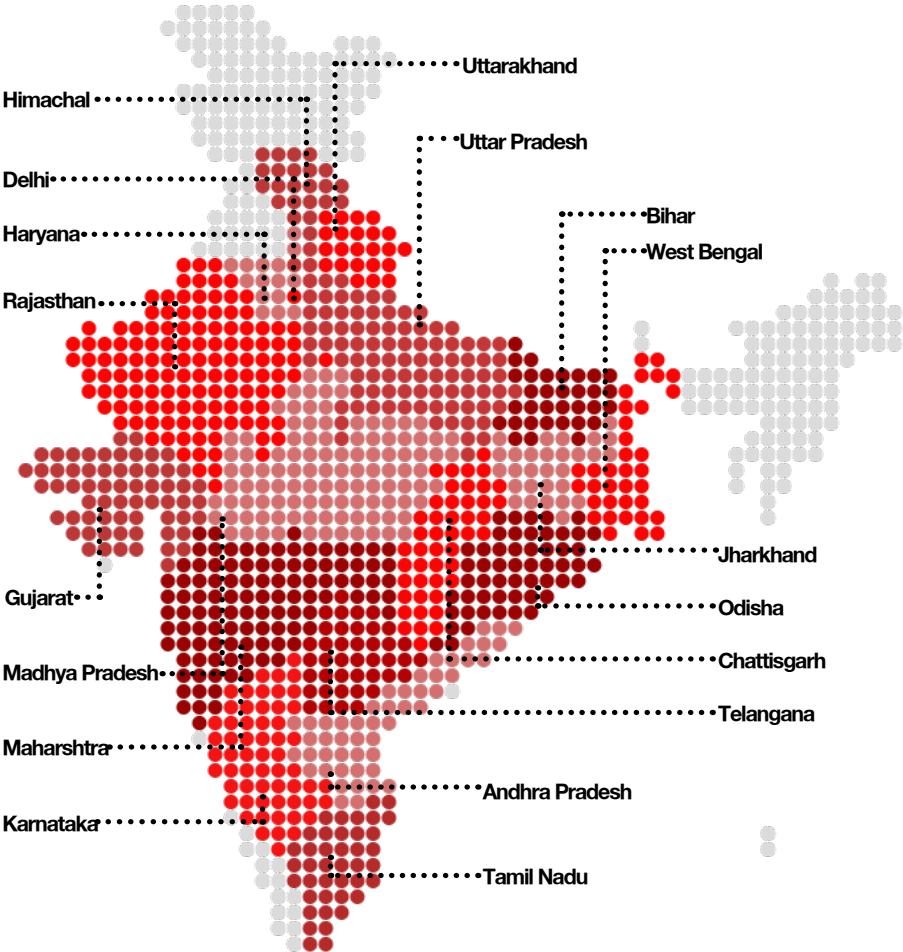 Uttarakhand
Himachal
Uttar Pradesh
Delhi
Bihar
Haryana
West Bengal
Rajasthan
Jharkhand
Gujarat
Odisha
Chattisgarh
Madhya Pradesh
Telangana
Maharshtra
Andhra Pradesh
Karnataka
Tamil Nadu